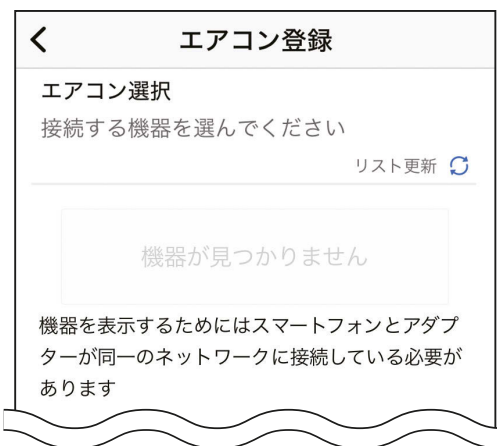 エアコン登録
エアコン選択
接続する機器を選んでください
リスト更新
機器が見つかりません
機器を表示するためにはスマートフォンとアダプ
ターが同一のネットワークに接続している必要が
あります